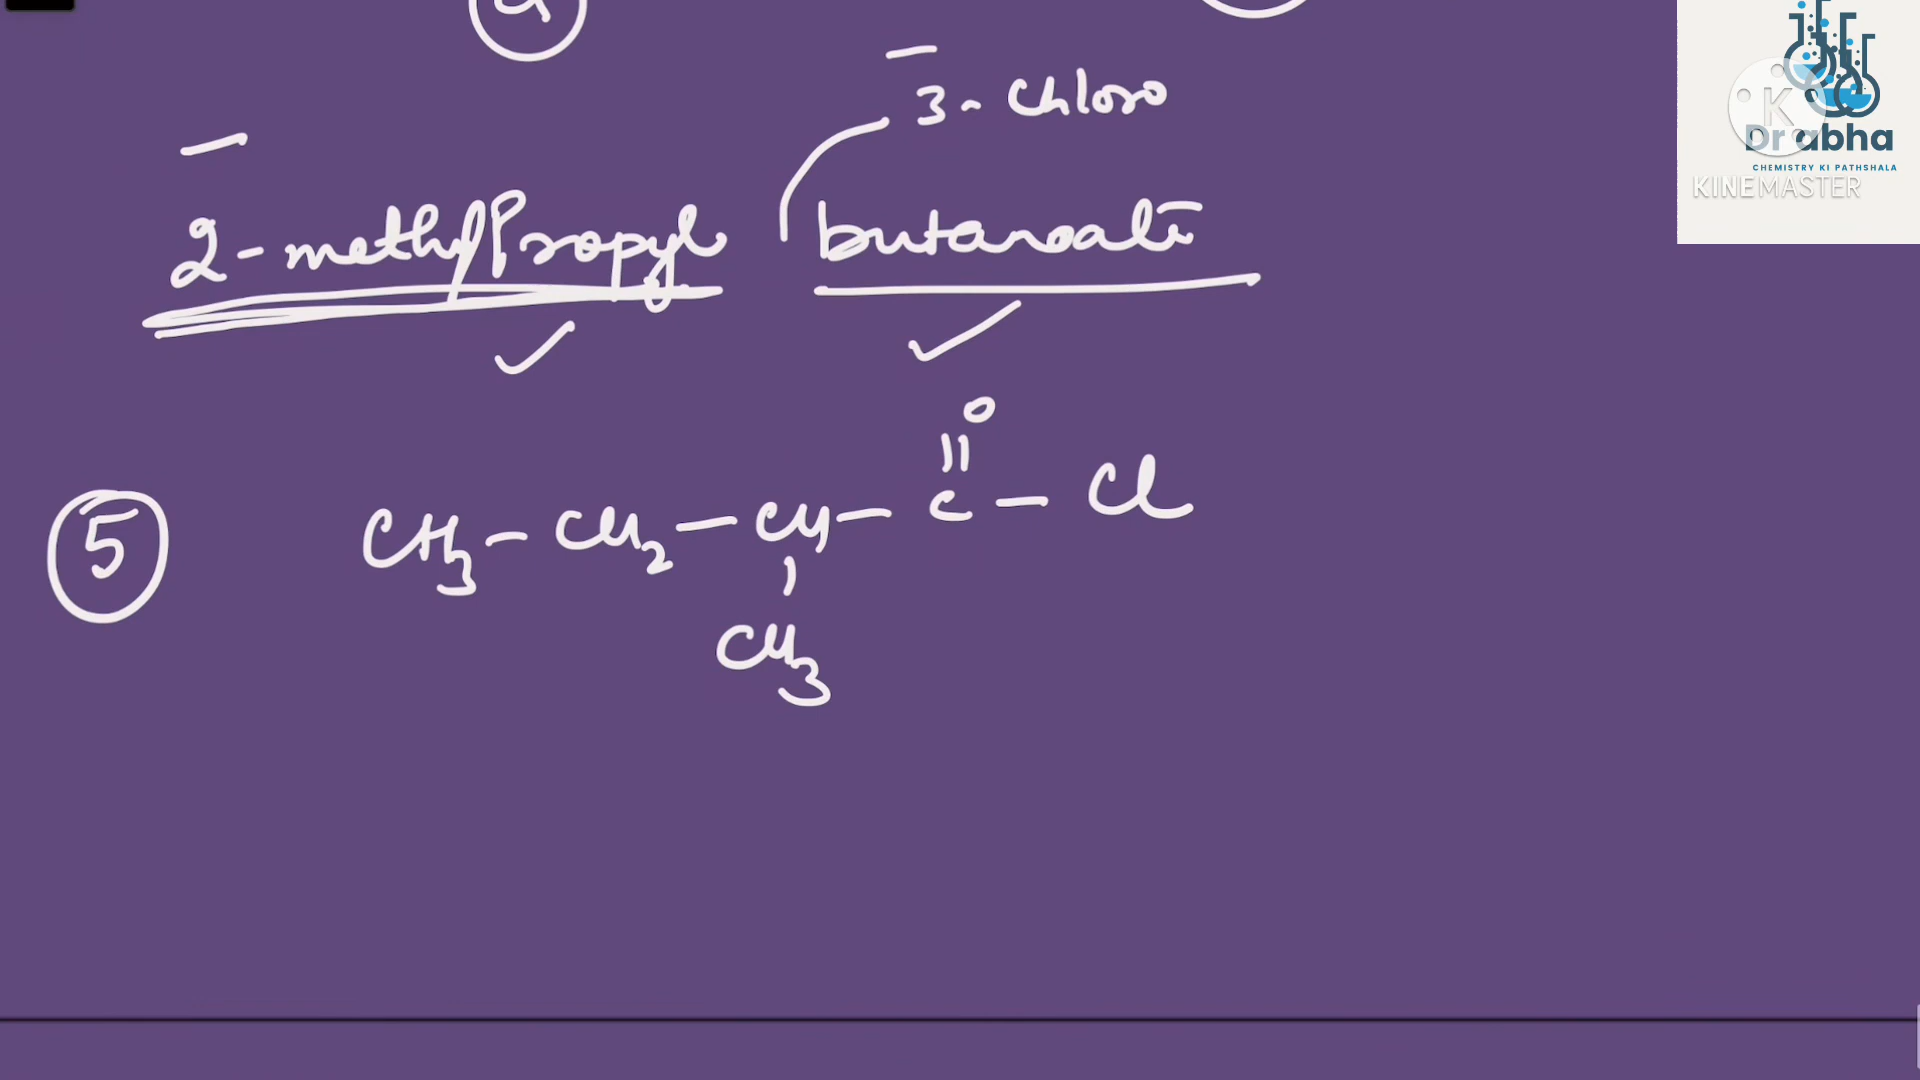 3 - chloro
2 - methylpropyl butanoate
O
||
5 CH3 - CH2 - CH - C - Cl
|
CH3
Dr abha
CHEMISTRY KI PATHSHALA
K
KINEMASTER